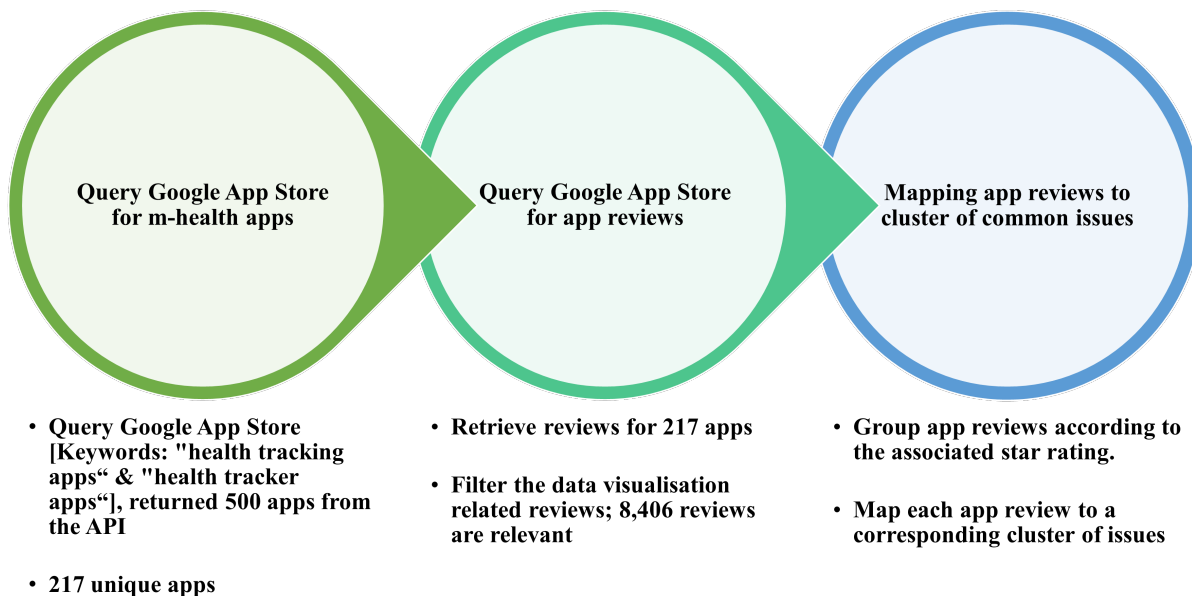 Query Google App Store
for m-health apps
Query Google App Store
for app reviews
Mapping app reviews to
cluster of common issues
• Query Google App Store
[Keywords: "health tracking
apps“ & "health tracker
apps“], returned 500 apps from
the API
• 217 unique apps
• Retrieve reviews for 217 apps
• Filter the data visualisation
related reviews; 8,406 reviews
are relevant
• Group app reviews according to
the associated star rating.
• Map each app review to a
corresponding cluster of issues